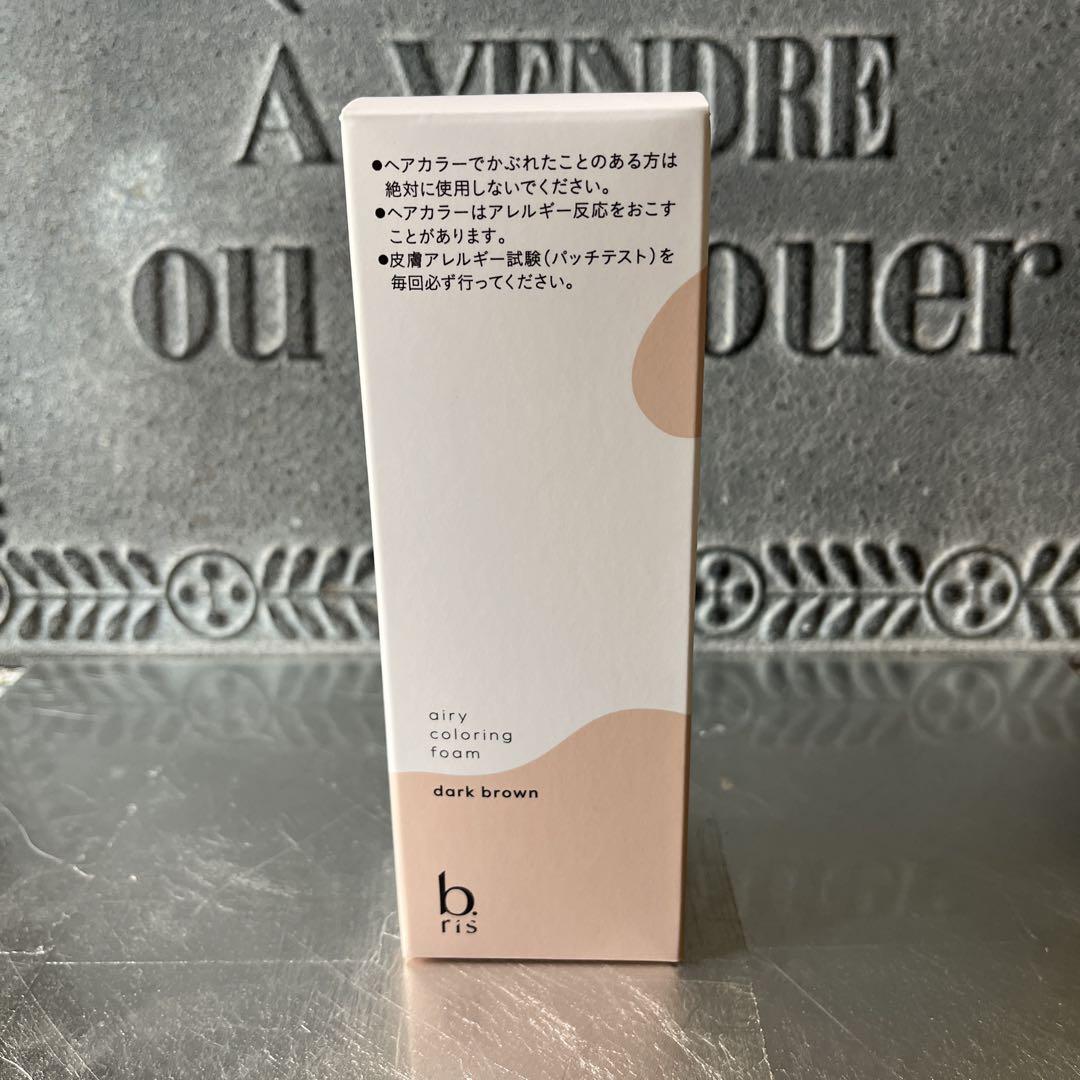 À VENDRE
ou louer
●ヘアカラーでかぶれたことのある方は
絶対に使用しないでください。
●ヘアカラーはアレルギー反応をおこす
ことがあります。
●皮膚アレルギー試験(パッチテスト)を
毎回必ず行ってください。
airy
coloring
foam
dark brown
b.
ris